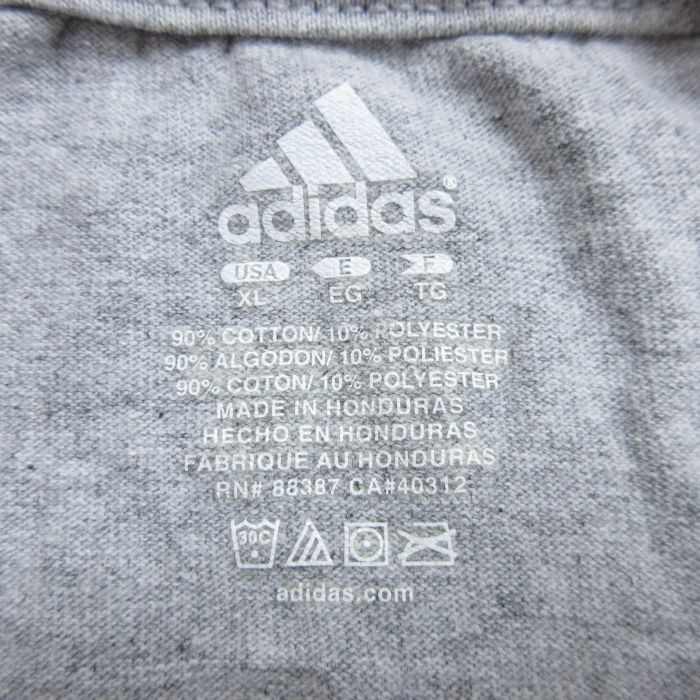 adidas®
USA E F
XL EG TG
90% COTTON/ 10% POLYESTER
90% ALGODON/ 10% POLIESTER
90% COTON/ 10% POLYESTER
MADE IN HONDURAS
HECHO EN HONDURAS
FABRIQUE AU HONDURAS
RN# 88387 CA#40312
30C
adidas.com